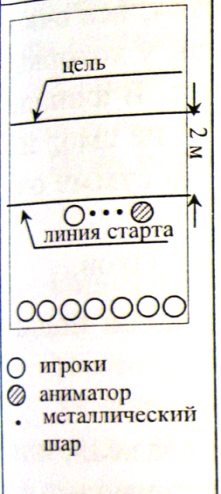 цель
2 м
линия старта
игроки
аниматор
металлический
шар